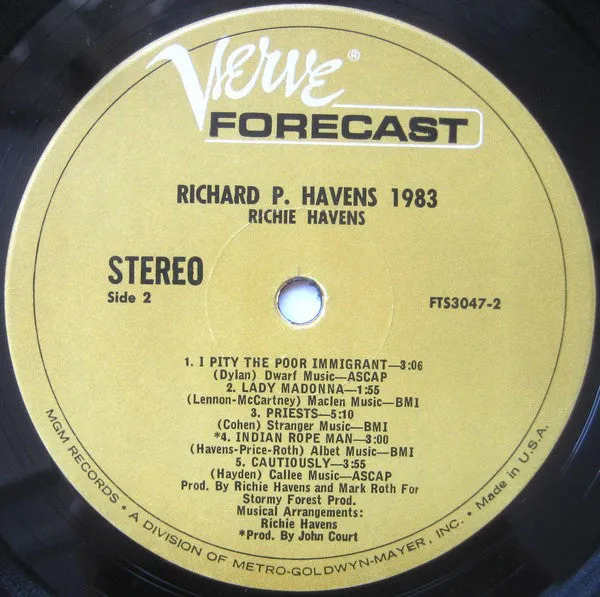 Verve®
FORECAST
RICHARD P. HAVENS 1983
RICHIE HAVENS
STEREO
Side 2
FTS3047-2
1. I PITY THE POOR IMMIGRANT—3:06
(Dylan) Dwarf Music—ASCAP
2. LADY MADONNA—1:55
(Lennon-McCartney) Maclen Music—BMI
3. PRIESTS—5:10
(Cohen) Stranger Music—BMI
*4. INDIAN ROPE MAN—3:00
(Havens-Price-Roth) Albet Music—BMI
5. CAUTIOUSLY—3:55
(Hayden) Callee Music—ASCAP
Prod. By Richie Havens and Mark Roth For
Stormy Forest Prod.
Musical Arrangements:
Richie Havens
*Prod. By John Court
MGM RECORDS • A DIVISION OF METRO-GOLDWYN-MAYER, INC. • Made in U.S.A.